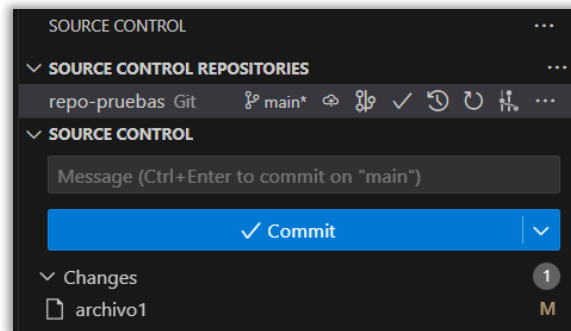 SOURCE CONTROL
SOURCE CONTROL REPOSITORIES
repo-pruebas Git main*
SOURCE CONTROL
Message (Ctrl+Enter to commit on "main")
Commit
Changes 1
archivo1 M